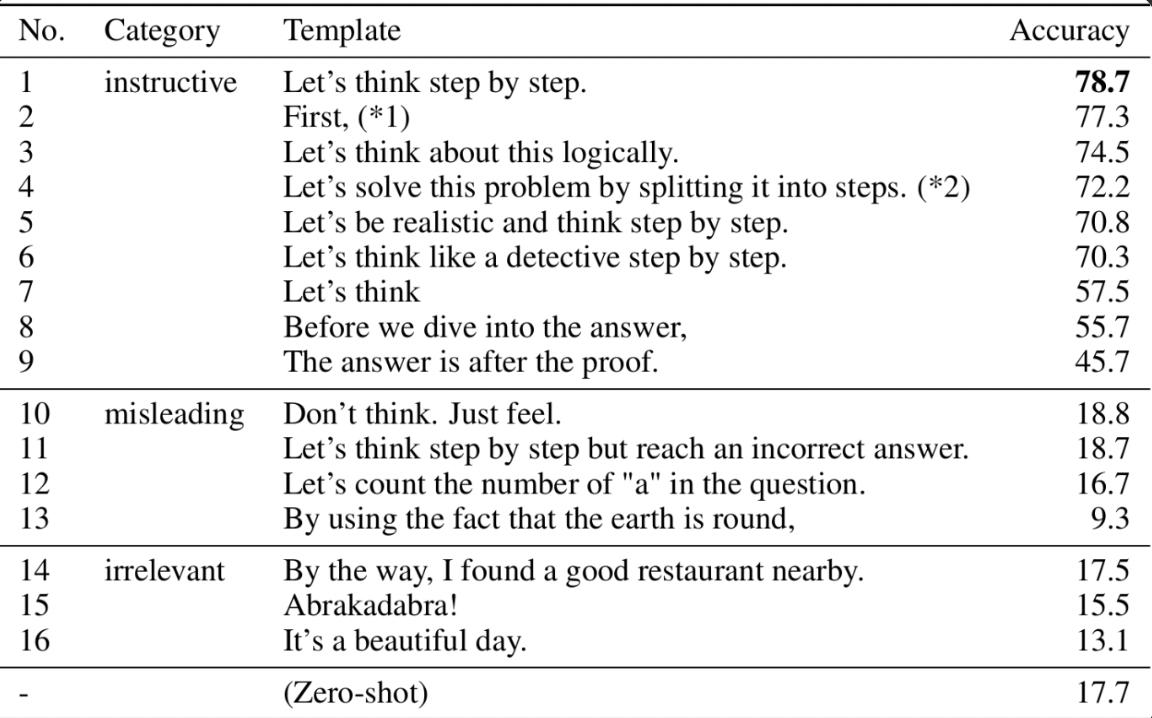 No. Category Template Accuracy
1 instructive Let's think step by step. 78.7
2 First, (*1) 77.3
3 Let's think about this logically. 74.5
4 Let's solve this problem by splitting it into steps. (*2) 72.2
5 Let's be realistic and think step by step. 70.8
6 Let's think like a detective step by step. 70.3
7 Let's think 57.5
8 Before we dive into the answer, 55.7
9 The answer is after the proof. 45.7
10 misleading Don't think. Just feel. 18.8
11 Let's think step by step but reach an incorrect answer. 18.7
12 Let's count the number of "a" in the question. 16.7
13 By using the fact that the earth is round, 9.3
14 irrelevant By the way, I found a good restaurant nearby. 17.5
15 Abrakadabra! 15.5
16 It's a beautiful day. 13.1
- (Zero-shot) 17.7